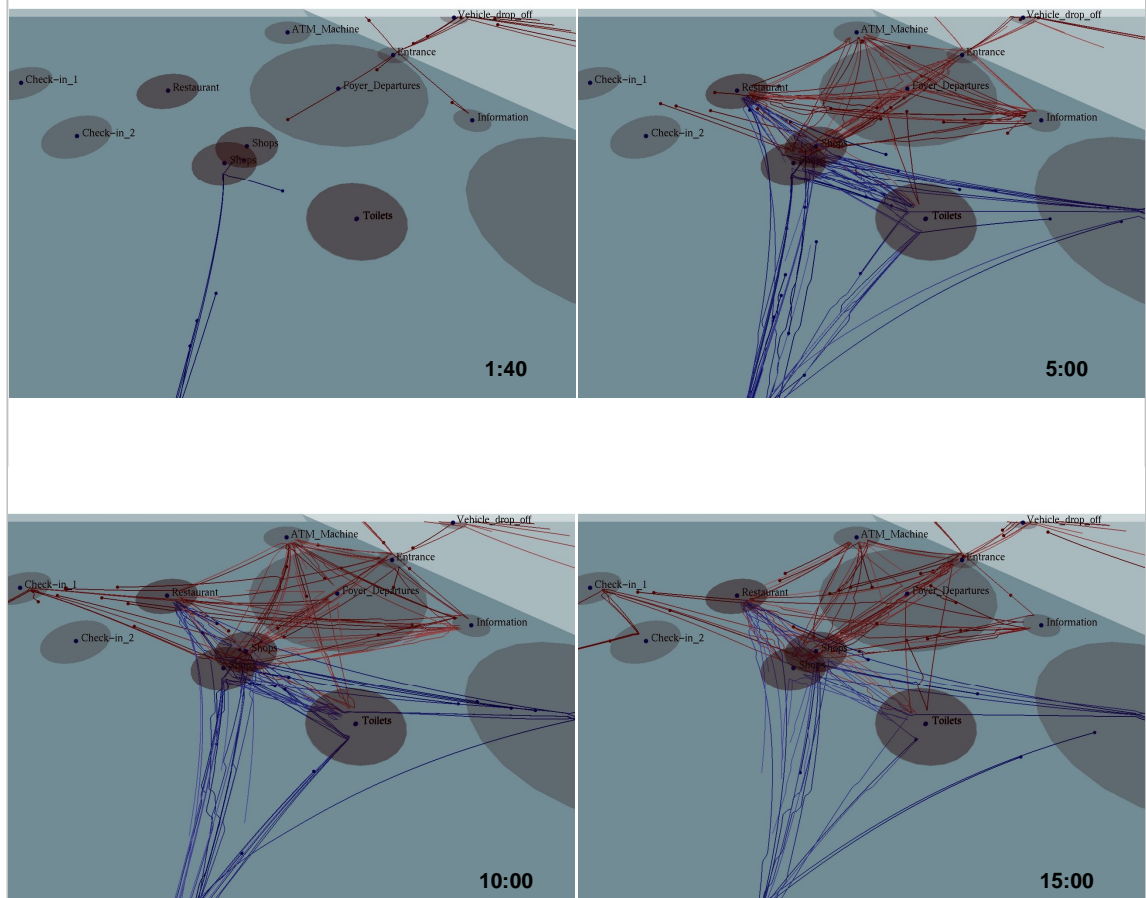 Vehicle_drop_off
ATM_Machine
Entrance
Check-in_1
Restaurant
Foyer_Departures
Information
Check-in_2
Shops
Shops
Toilets
1:40
Vehicle_drop_off
ATM_Machine
Entrance
Check-in_1
Restaurant
Foyer_Departures
Information
Check-in_2
Shops
Toilets
5:00
Vehicle_drop_off
ATM_Machine
Entrance
Check-in_1
Restaurant
Foyer_Departures
Information
Check-in_2
Shops
Shops
Toilets
10:00
Vehicle_drop_off
ATM_Machine
Entrance
Check-in_1
Restaurant
Foyer_Departures
Information
Check-in_2
Shops
Shops
Toilets
15:00